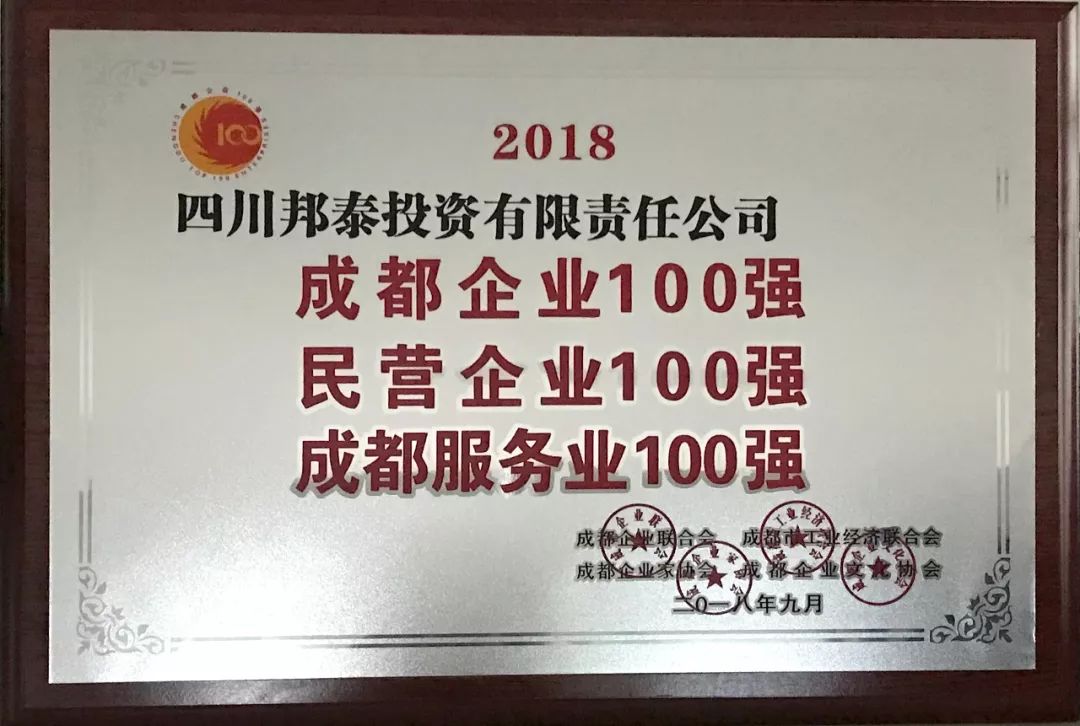 100
2018
四川邦泰投资有限责任公司
成都企业100强
民营企业100强
成都服务业100强
成都企业联合会 成都市工业经济联合会
成都企业家协会 成都企业文化协会
二〇一八年九月